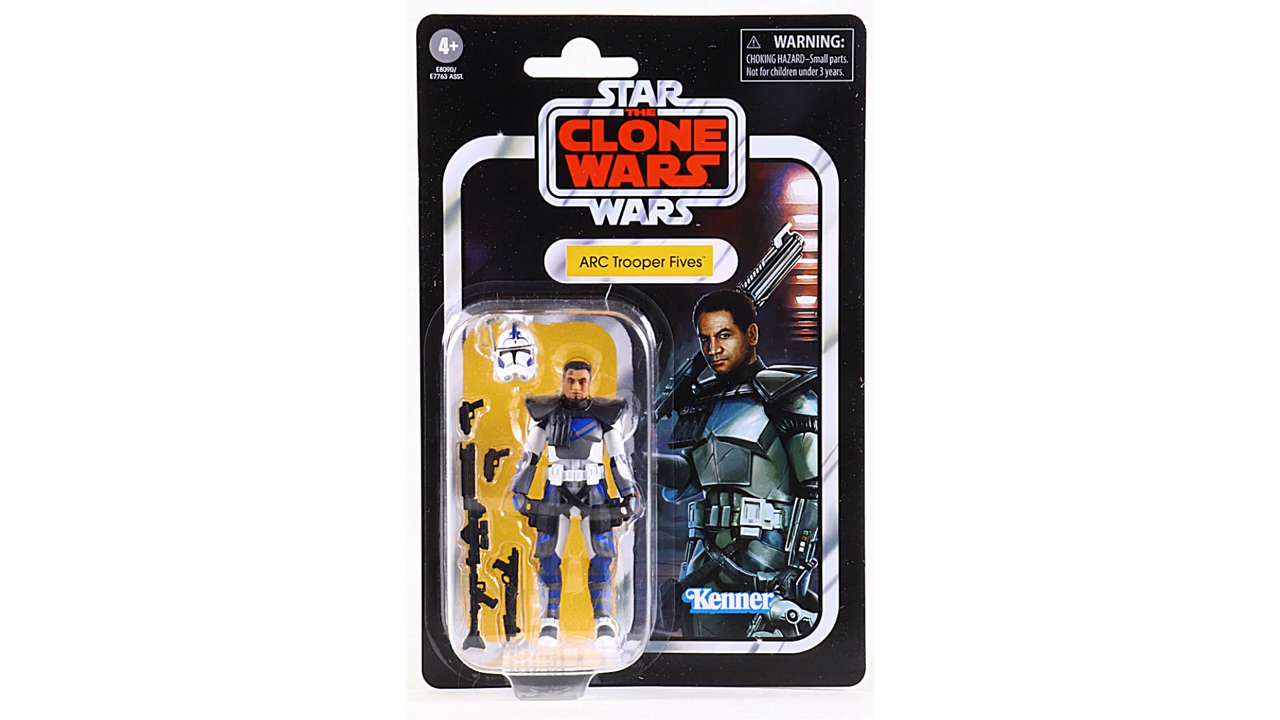 4+
E8090/
E7763 ASST.
WARNING:
CHOKING HAZARD–Small parts.
Not for children under 3 years.
STAR
THE
CLONE
WARS™
WARS
ARC Trooper Fives™
Kenner